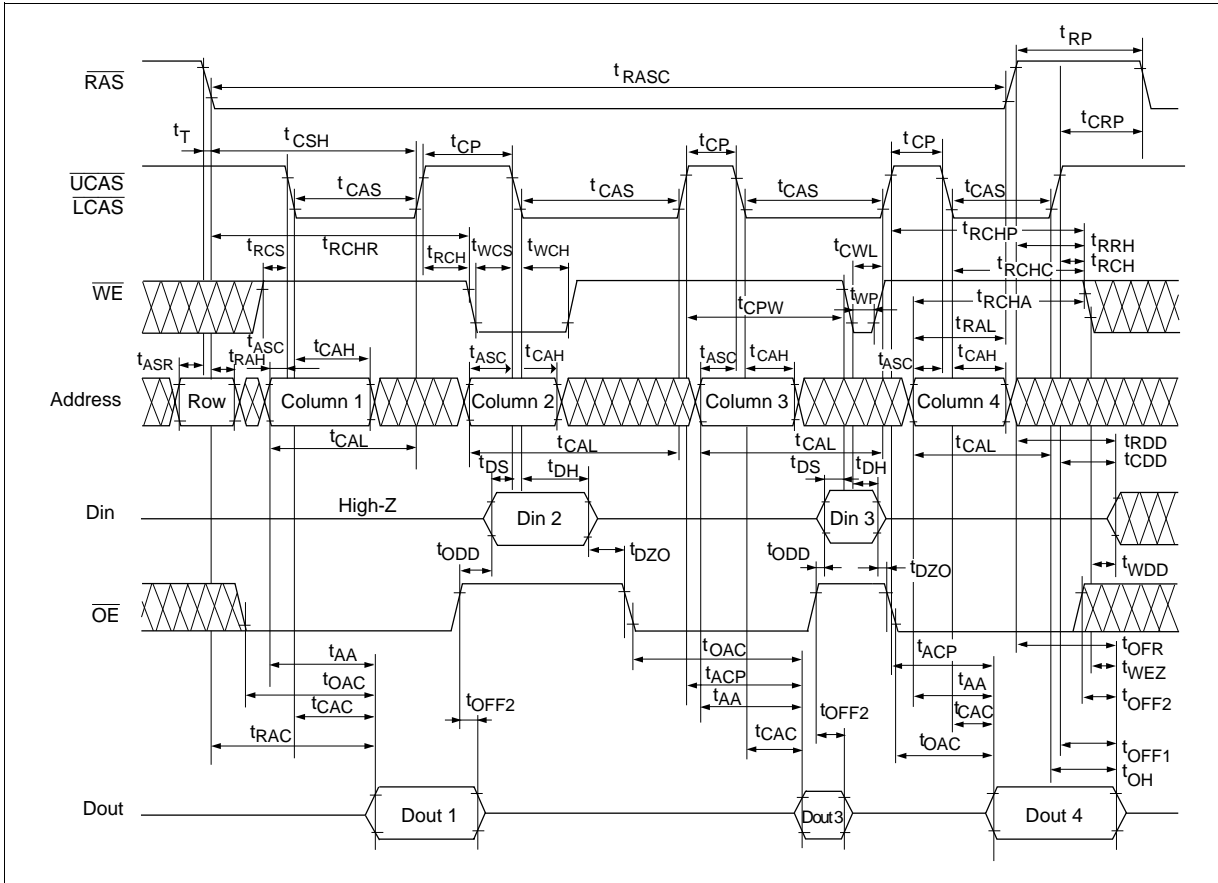 tRP
RAS
tRASC
tT
tCSH
tCP
tCP
tCP
tCRP
UCAS
LCAS
tCAS
tCAS
tCAS
tCAS
tRCHR
tRCS
tRCH
tWCS
tWCH
tCWL
tRCHP
tRRH
tRCH
tRCHC
WE
tCPW
tWP
tRCHA
tRAL
tASR
tRAH
tASC
tCAH
tASC
tCAH
tASC
tCAH
tASC
tCAH
Address
Row
Column 1
Column 2
Column 3
Column 4
tCAL
tCAL
tCAL
tCAL
tRDD
tCDD
tDS
tDH
tDS
tDH
Din
High-Z
Din 2
Din 3
tODD
tDZO
tODD
tDZO
tWDD
OE
tAA
tOAC
tCAC
tRAC
tOFF2
tOAC
tACP
tAA
tCAC
tOFF2
tACP
tAA
tCAC
tOAC
tOFR
tWEZ
tOFF2
tOFF1
tOH
Dout
Dout 1
Dout 3
Dout 4